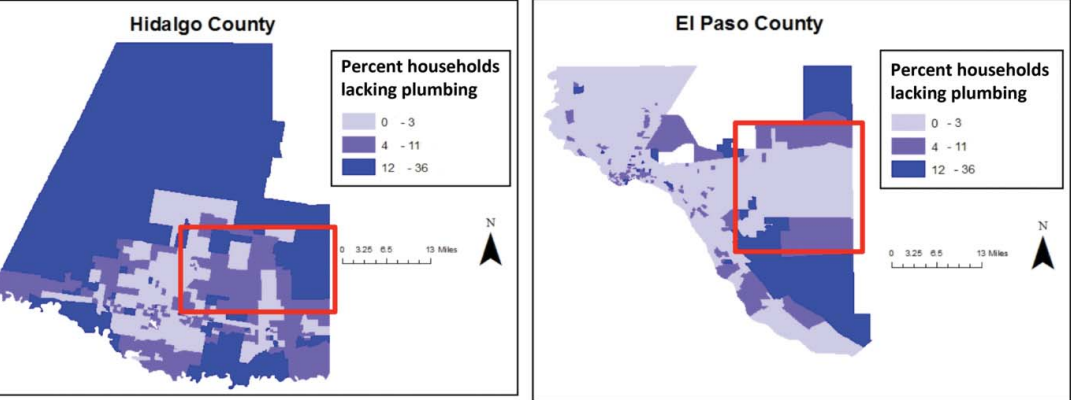 Hidalgo County
Percent households
lacking plumbing
0 - 3
4 - 11
12 - 36
N
0 3.25 6.5 13 Miles
El Paso County
Percent households
lacking plumbing
0 - 3
4 - 11
12 - 36
N
0 3.25 6.5 13 Miles